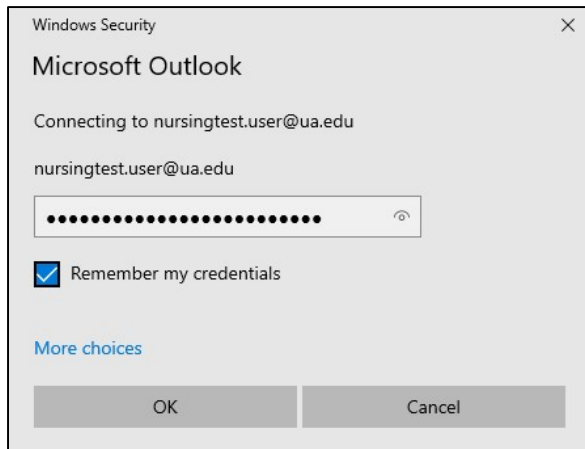 Windows Security
Microsoft Outlook
Connecting to nursingtest.user@ua.edu
nursingtest.user@ua.edu
●●●●●●●●●●●●●●●●●●●●●●●●●
Remember my credentials
More choices
OK Cancel